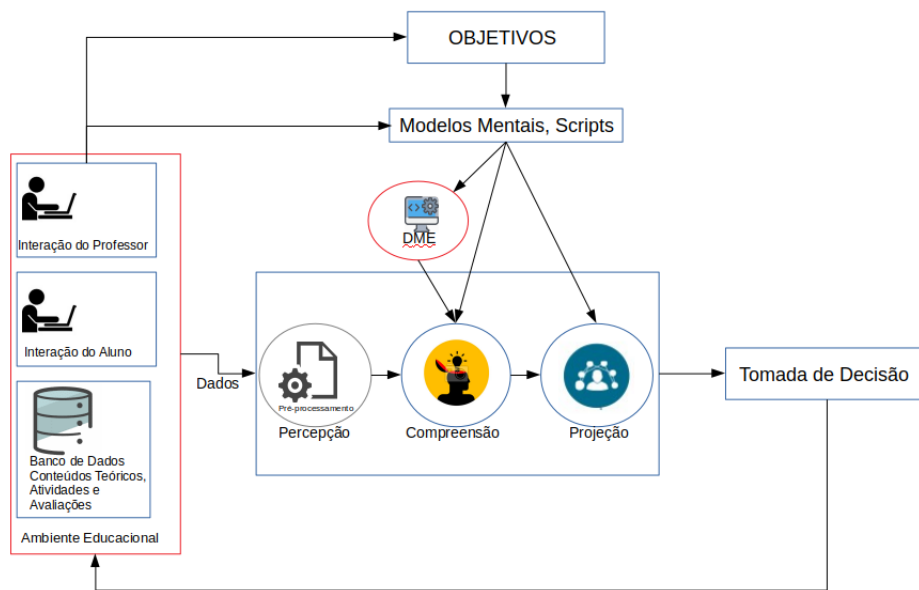 OBJETIVOS
Modelos Mentais, Scripts
Interação do Professor
DME
Interação do Aluno
Dados
Pré-processamento
Percepção
Compreensão
Projeção
Tomada de Decisão
Banco de Dados
Conteúdos Teóricos,
Atividades e
Avaliações
Ambiente Educacional